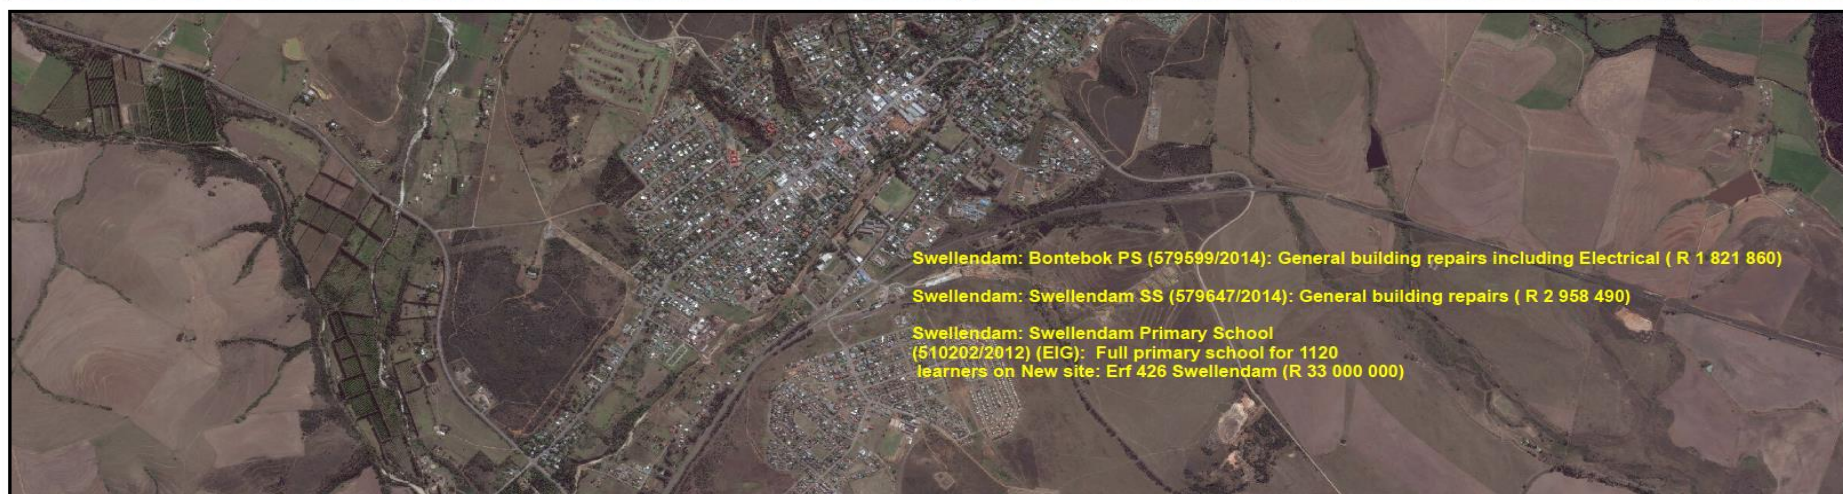 Swellendam: Bontebok PS (579599/2014): General building repairs including Electrical ( R 1 821 860)
Swellendam: Swellendam SS (579647/2014): General building repairs ( R 2 958 490)
Swellendam: Swellendam Primary School
(510202/2012) (EIG):  Full primary school for 1120
learners on New site: Erf 426 Swellendam (R 33 000 000)